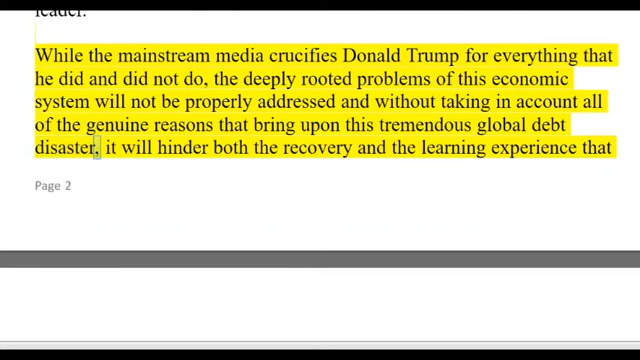 leader.
While the mainstream media crucifies Donald Trump for everything that
he did and did not do, the deeply rooted problems of this economic
system will not be properly addressed and without taking in account all
of the genuine reasons that bring upon this tremendous global debt
disaster, it will hinder both the recovery and the learning experience that
Page 2